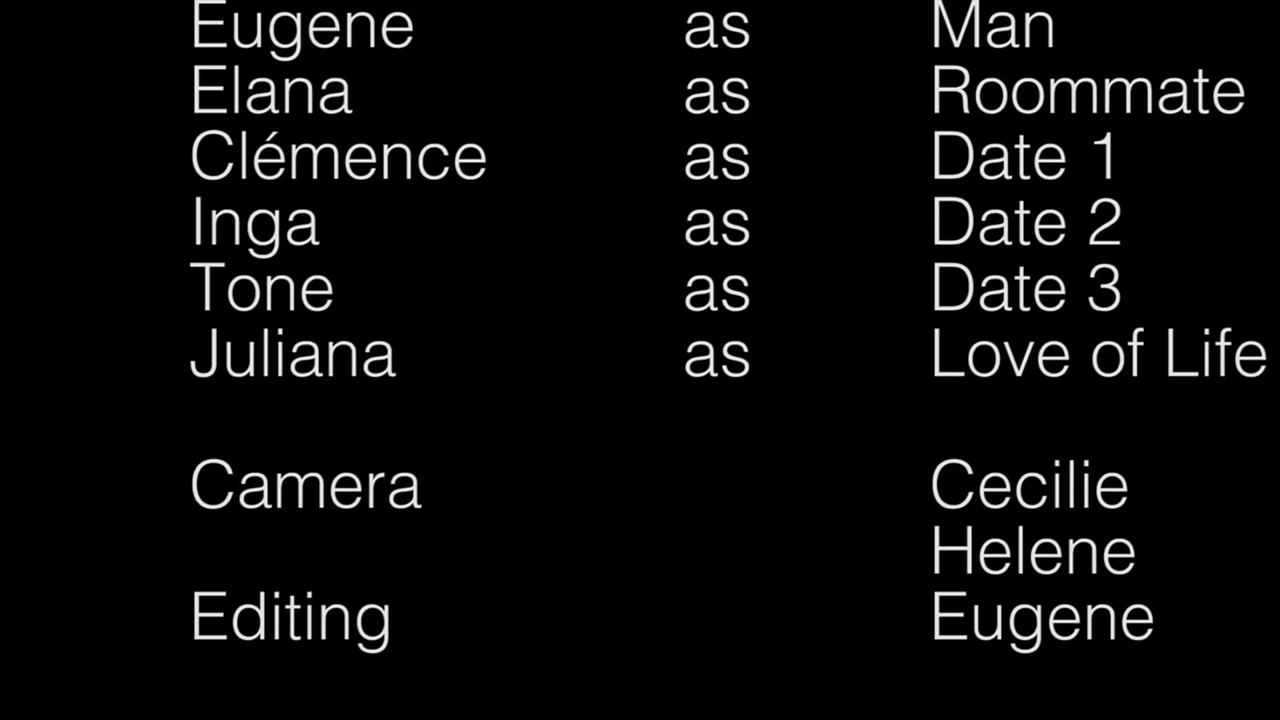 Eugene as Man
Elana as Roommate
Clémence as Date 1
Inga as Date 2
Tone as Date 3
Juliana as Love of Life
Camera Cecilie
Helene
Editing Eugene